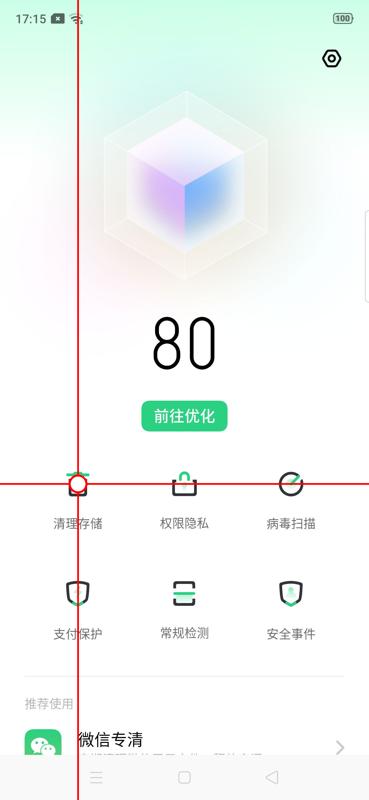 17:15
100
80
前往优化
清理存储
权限隐私
病毒扫描
支付保护
常规检测
安全事件
推荐使用
微信专清